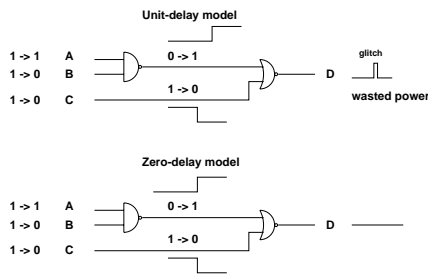 Unit-delay model
1 -> 1 A
0 -> 1
1 -> 0 B
D
glitch
1 -> 0
1 -> 0 C
wasted power
Zero-delay model
1 -> 1 A
0 -> 1
1 -> 0 B
D
1 -> 0
1 -> 0 C